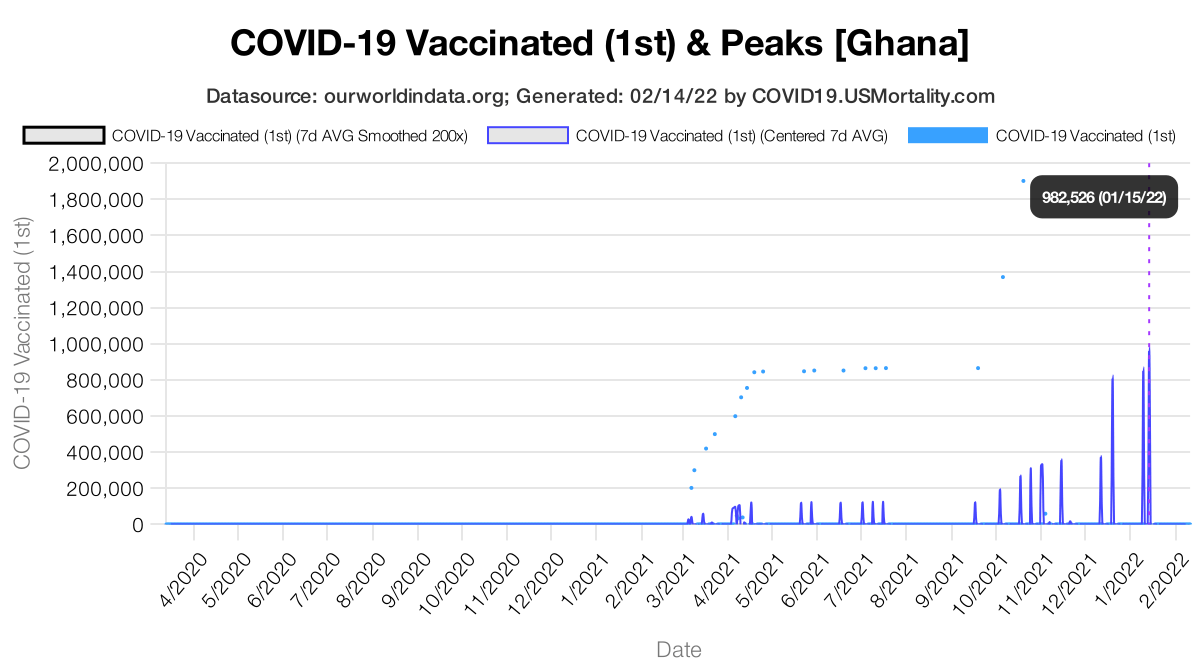 COVID-19 Vaccinated (1st) & Peaks [Ghana]
Datasource: ourworldindata.org; Generated: 02/14/22 by COVID19.USMortality.com
COVID-19 Vaccinated (1st) (7d AVG Smoothed 200x) COVID-19 Vaccinated (1st) (Centered 7d AVG) COVID-19 Vaccinated (1st)
2,000,000
1,800,000
1,600,000
1,400,000
1,200,000
1,000,000
800,000
600,000
400,000
200,000
0
COVID-19 Vaccinated (1st)
982,526 (01/15/22)
4/2020 5/2020 6/2020 7/2020 8/2020 9/2020 10/2020 11/2020 12/2020 1/2021 2/2021 3/2021 4/2021 5/2021 6/2021 7/2021 8/2021 9/2021 10/2021 11/2021 12/2021 1/2022 2/2022
Date